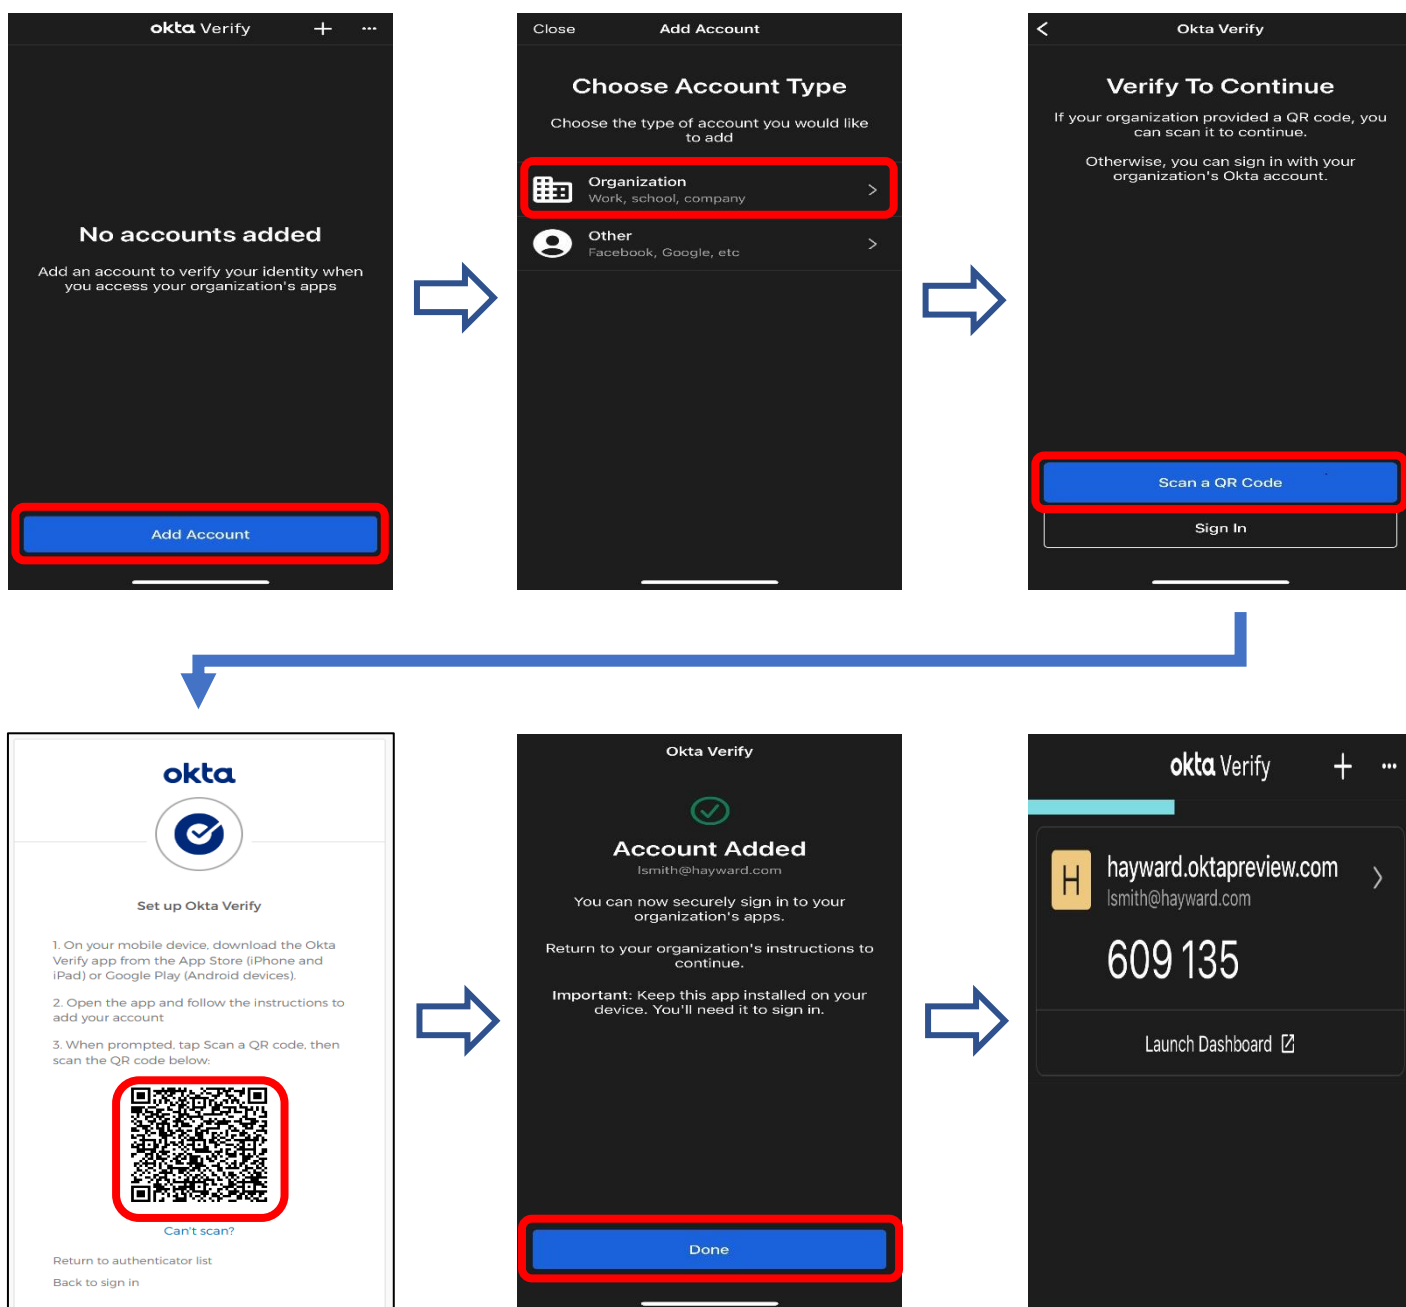 okta Verify
No accounts added
Add an account to verify your identity when
you access your organization's apps
Add Account
Close
Add Account
Choose Account Type
Choose the type of account you would like
to add
Organization
Work, school, company
Other
Facebook, Google, etc
Okta Verify
Verify To Continue
If your organization provided a QR code, you
can scan it to continue.
Otherwise, you can sign in with your
organization's Okta account.
Scan a QR Code
Sign In
okta
Set up Okta Verify
1. On your mobile device, download the Okta
Verify app from the App Store (iPhone and
iPad) or Google Play (Android devices).
2. Open the app and follow the instructions to
add your account
3. When prompted, tap Scan a QR code, then
scan the QR code below:
Can't scan?
Return to authenticator list
Back to sign in
Okta Verify
Account Added
lsmith@hayward.com
You can now securely sign in to your
organization's apps.
Return to your organization's instructions to
continue.
Important: Keep this app installed on your
device. You'll need it to sign in.
Done
okta Verify
H
hayward.oktapreview.com
lsmith@hayward.com
609 135
Launch Dashboard